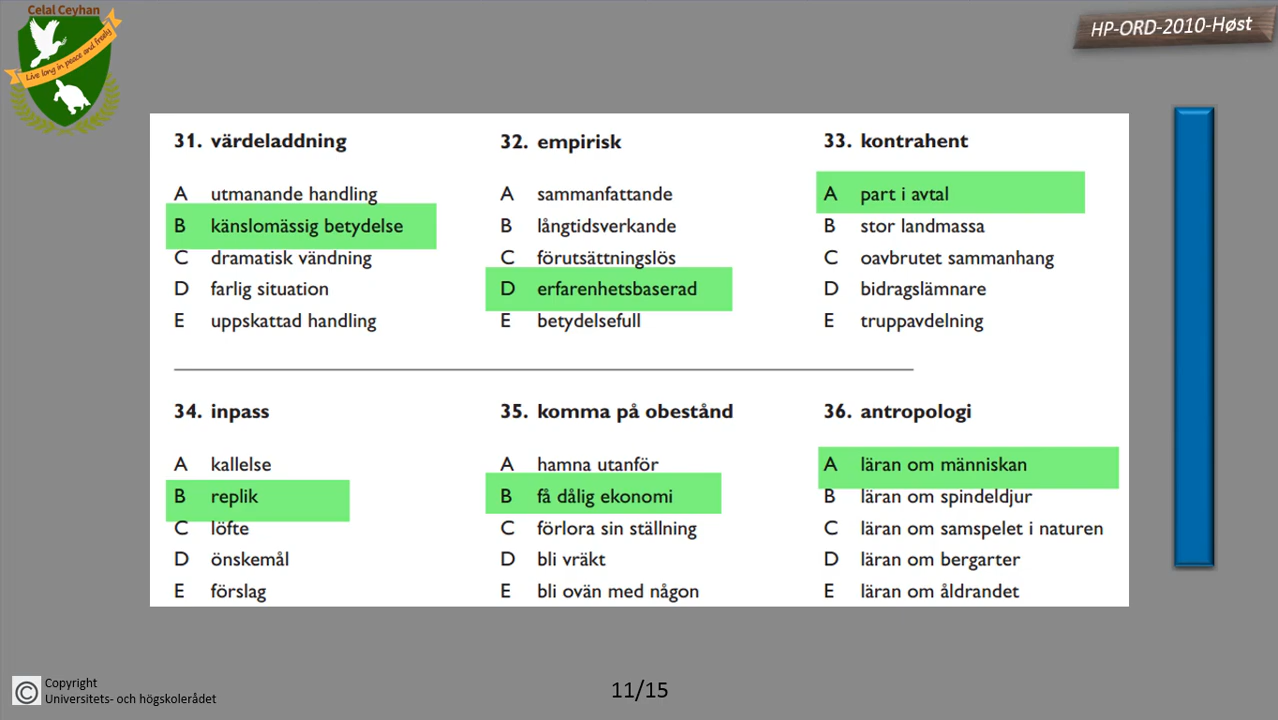 Celal Ceyhan
Live long in peace and freely
HP-ORD-2010-Høst
31. värdeladdning
A utmanande handling
B känslomässig betydelse
C dramatisk vändning
D farlig situation
E uppskattad handling
32. empirisk
A sammanfattande
B långtidsverkande
C förutsättningslös
D erfarenhetsbaserad
E betydelsefull
33. kontrahent
A part i avtal
B stor landmassa
C oavbrutet sammanhang
D bidragslämnare
E truppavdelning
34. inpass
A kallelse
B replik
C löfte
D önskemål
E förslag
35. komma på obestånd
A hamna utanför
B få dålig ekonomi
C förlora sin ställning
D bli vräkt
E bli ovän med någon
36. antropologi
A läran om människan
B läran om spindeldjur
C läran om samspelet i naturen
D läran om bergarter
E läran om åldrandet
© Copyright
Universitets- och högskolerådet
11/15